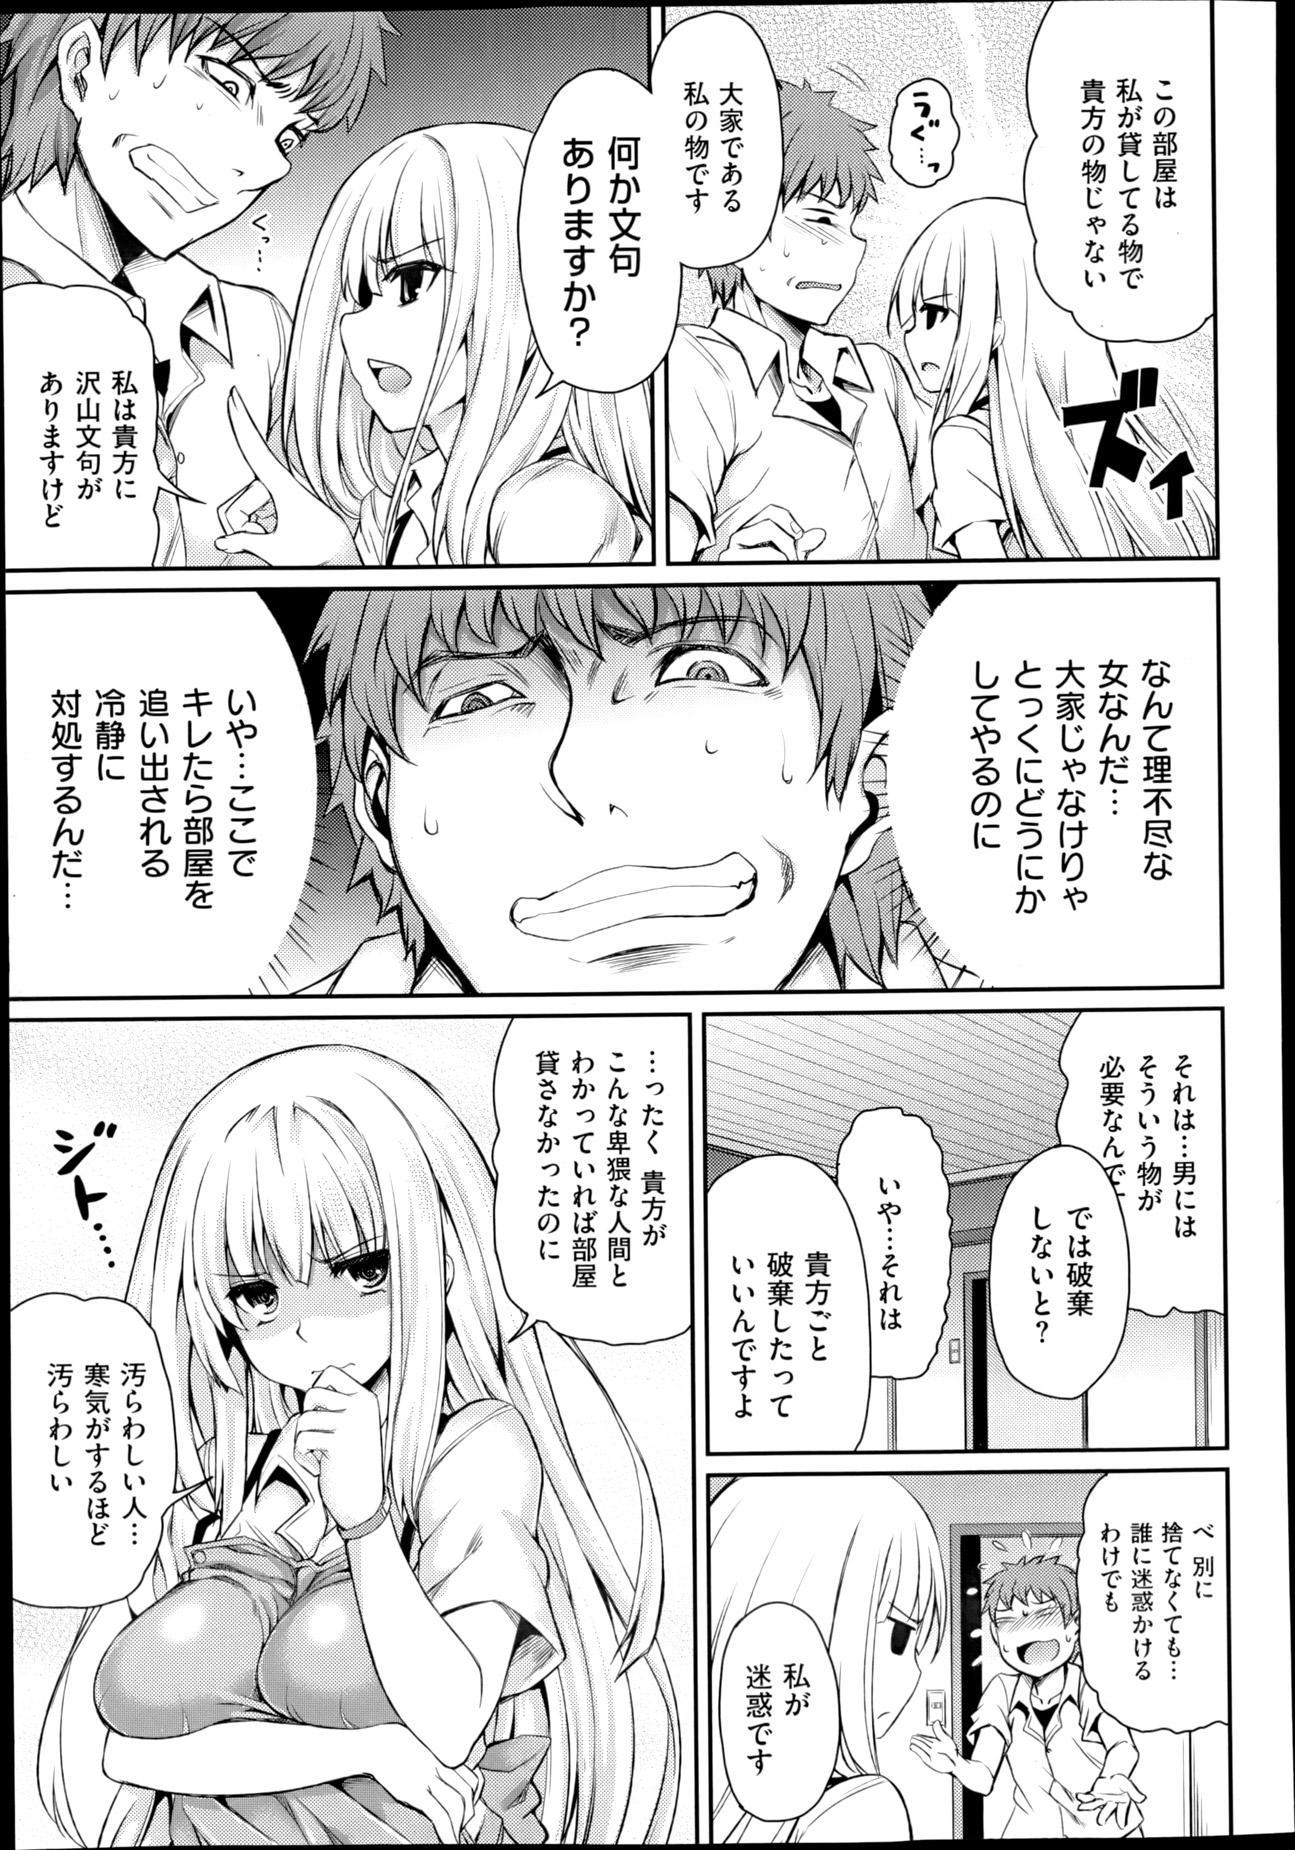 この部屋は
私が貸してる物で
貴方の物じゃない
うぐ…っ
ズイ
大家である
私の物です
何か文句
ありますか?
くっ…
私は貴方に
沢山文句が
ありますけど
なんて理不尽な
女なんだ…
大家じゃなけりゃ
とっくにどうにか
してやるのに
いや…ここで
キレたら部屋を
追い出される
冷静に
対処するんだ…
それは…男には
そういう物が
必要なんで
では破棄
しないと?
いや…それは
貴方ごと
破棄したって
いいんですよ
べ 別に
捨てなくても…
誰に迷惑かける
わけでも
私が
迷惑です
…ったく 貴方が
こんな卑猥な人間と
わかっていれば部屋
貸さなかったのに
ジト……
汚らわしい人…
寒気がするほど
汚らわしい